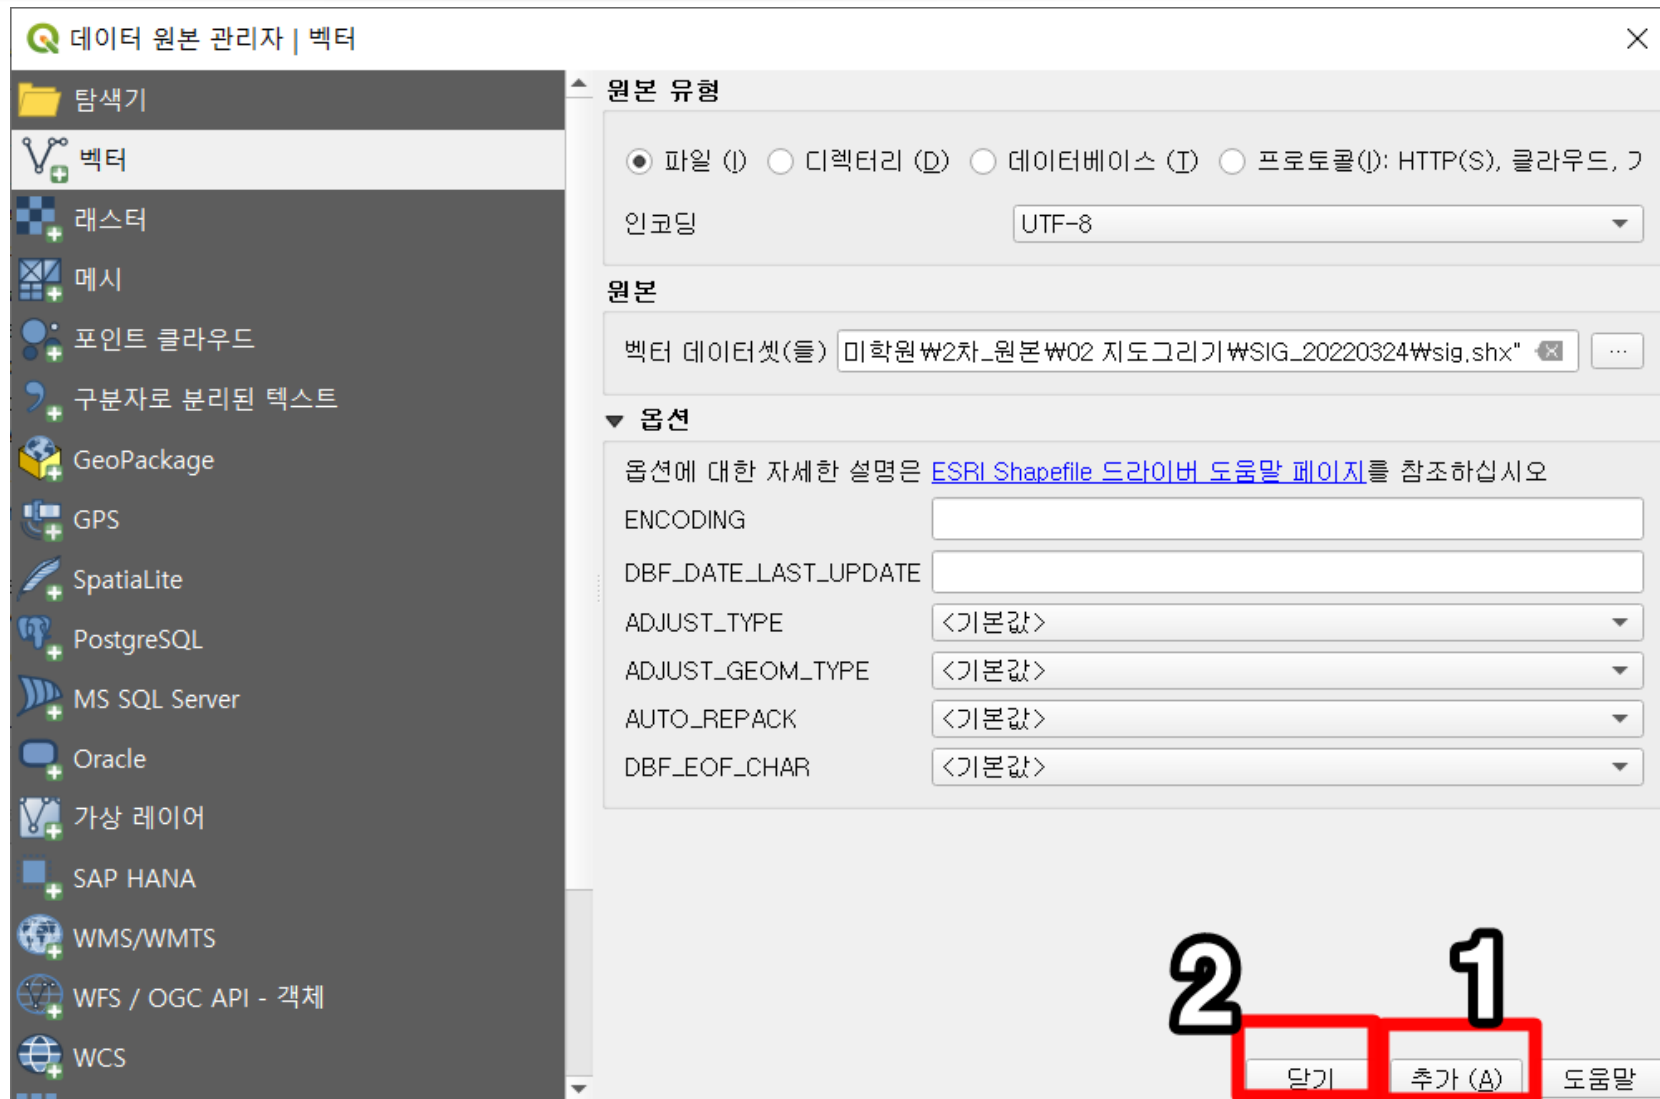 데이터 원본 관리자 | 벡터
탐색기
벡터
래스터
메시
포인트 클라우드
구분자로 분리된 텍스트
GeoPackage
GPS
SpatiaLite
PostgreSQL
MS SQL Server
Oracle
가상 레이어
SAP HANA
WMS/WMTS
WFS / OGC API - 객체
WCS
원본 유형
파일 (I) 디렉터리 (D) 데이터베이스 (T) 프로토콜(I): HTTP(S), 클라우드,
인코딩 UTF-8
원본
벡터 데이터셋(들) 미학원₩2차_원본₩02 지도그리기₩SIG_20220324₩sig.shx" ...
옵션
옵션에 대한 자세한 설명은 ESRI Shapefile 드라이버 도움말 페이지를 참조하십시오
ENCODING
DBF_DATE_LAST_UPDATE
ADJUST_TYPE <기본값>
ADJUST_GEOM_TYPE <기본값>
AUTO_REPACK <기본값>
DBF_EOF_CHAR <기본값>
2 1
닫기 추가 (A) 도움말